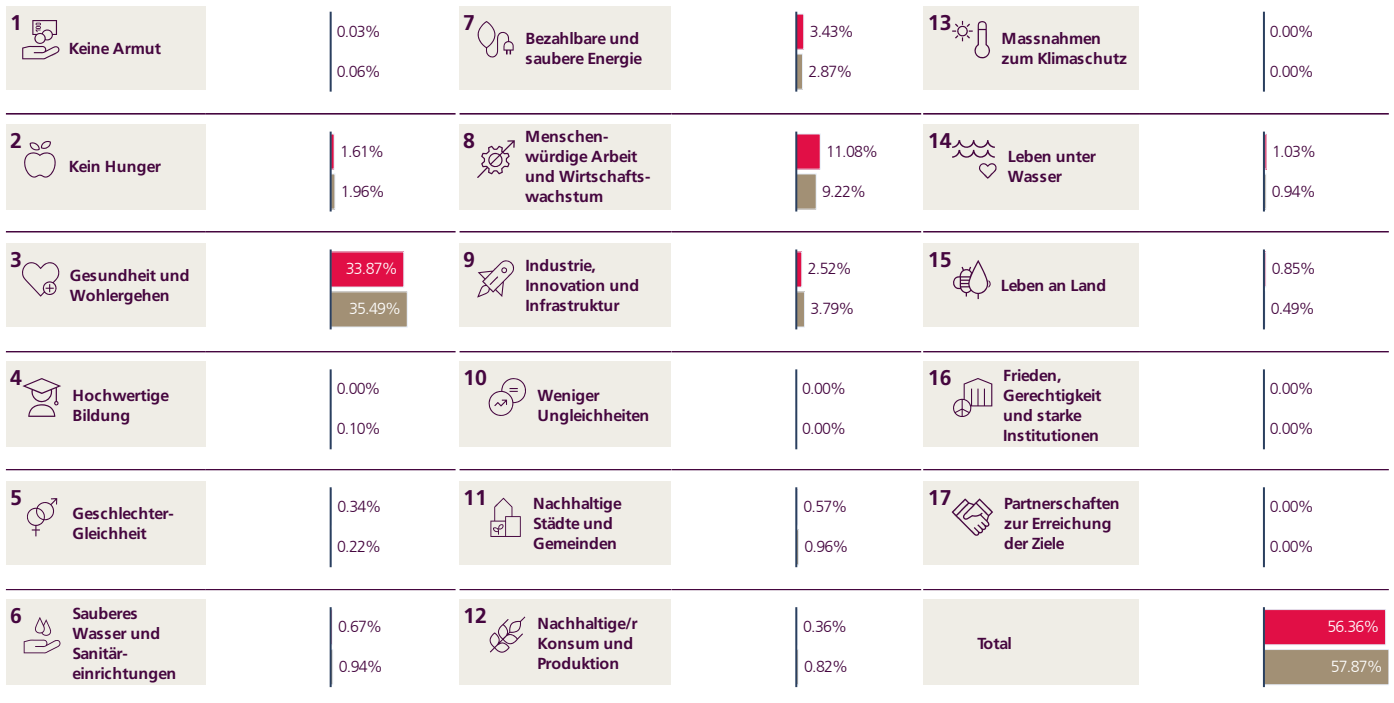 1
Keine Armut
0.03%
0.06%
2
Kein Hunger
1.61%
1.96%
3
Gesundheit und
Wohlergehen
33.87%
35.49%
4
Hochwertige
Bildung
0.00%
0.10%
5
Geschlechter-
Gleichheit
0.34%
0.22%
6
Sauberes
Wasser und
Sanitär-
einrichtungen
0.67%
0.94%
7
Bezahlbare und
saubere Energie
3.43%
2.87%
8
Menschen-
würdige Arbeit
und Wirtschafts-
wachstum
11.08%
9.22%
9
Industrie,
Innovation und
Infrastruktur
2.52%
3.79%
10
Weniger
Ungleichheiten
0.00%
0.00%
11
Nachhaltige
Städte und
Gemeinden
0.57%
0.96%
12
Nachhaltige/r
Konsum und
Produktion
0.36%
0.82%
13
Massnahmen
zum Klimaschutz
0.00%
0.00%
14
Leben unter
Wasser
1.03%
0.94%
15
Leben an Land
0.85%
0.49%
16
Frieden,
Gerechtigkeit
und starke
Institutionen
0.00%
0.00%
17
Partnerschaften
zur Erreichung
der Ziele
0.00%
0.00%
Total
56.36%
57.87%